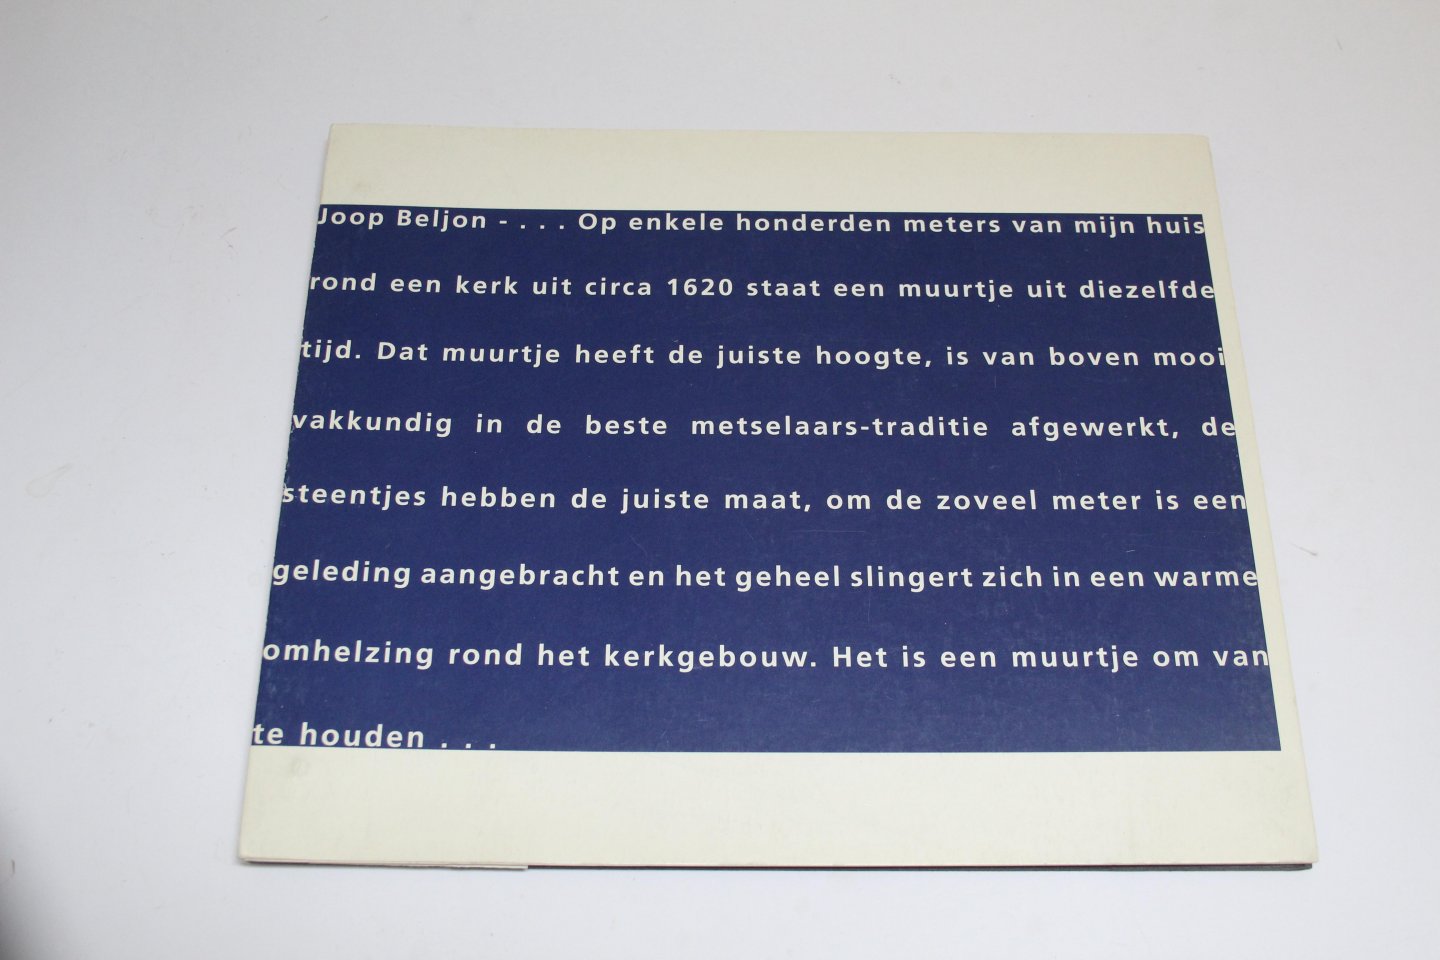 Joop Beljon - . . . Op enkele honderden meters van mijn huis
rond een kerk uit circa 1620 staat een muurtje uit diezelfde
tijd. Dat muurtje heeft de juiste hoogte, is van boven mooi
vakkundig in de beste metselaars-traditie afgewerkt, de
steentjes hebben de juiste maat, om de zoveel meter is een
geleding aangebracht en het geheel slingert zich in een warme
omhelzing rond het kerkgebouw. Het is een muurtje om van
te houden . . .